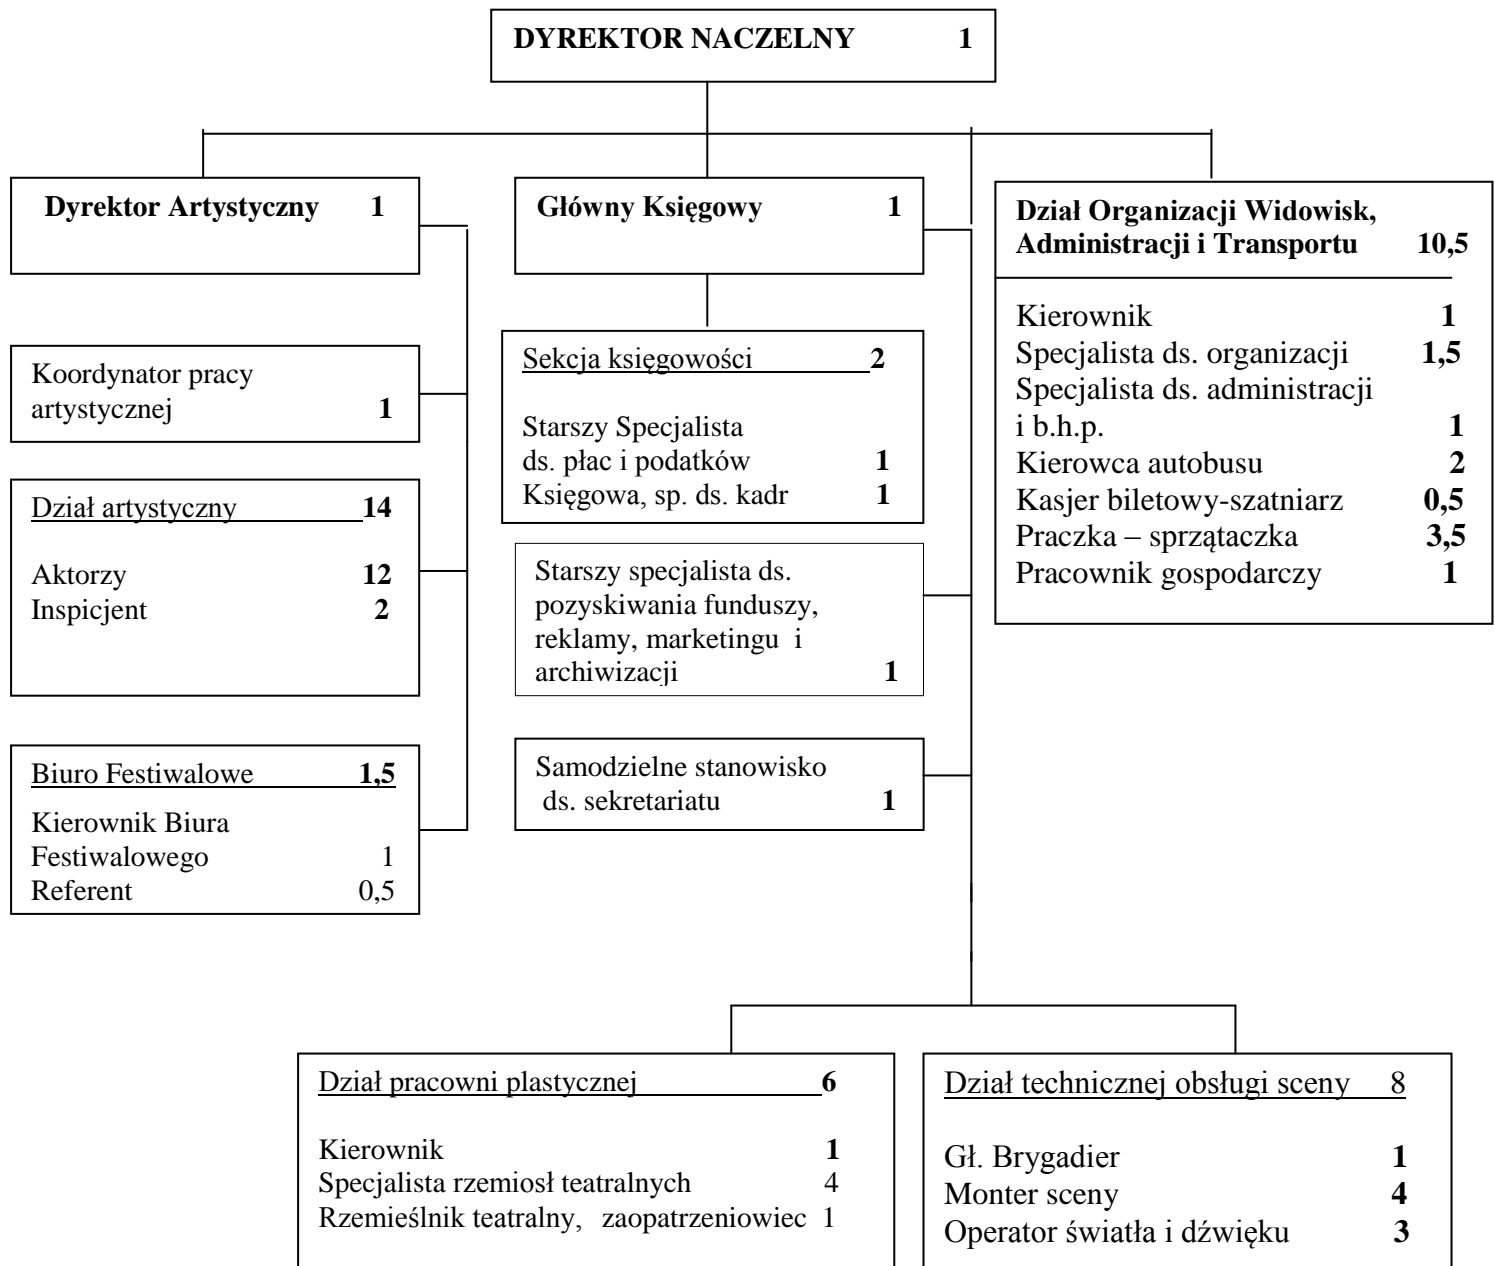 DYREKTOR NACZELNY 1
Dyrektor Artystyczny 1
Koordynator pracy
artystycznej 1
Dział artystyczny 14
Aktorzy 12
Inspicjent 2
Biuro Festiwalowe 1,5
Kierownik Biura
Festiwalowego 1
Referent 0,5
Główny Księgowy 1
Sekcja księgowości 2
Starszy Specjalista
ds. płac i podatków 1
Księgowa, sp. ds. kadr 1
Starszy specjalista ds.
pozyskiwania funduszy,
reklamy, marketingu i
archiwizacji 1
Samodzielne stanowisko
ds. sekretariatu 1
Dział Organizacji Widowisk,
Administracji i Transportu 10,5
Kierownik 1
Specjalista ds. organizacji 1,5
Specjalista ds. administracji
i b.h.p. 1
Kierowca autobusu 2
Kasjer biletowy-szatniarz 0,5
Praczka – sprzątaczka 3,5
Pracownik gospodarczy 1
Dział pracowni plastycznej 6
Kierownik 1
Specjalista rzemiosł teatralnych 4
Rzemieślnik teatralny, zaopatrzeniowiec 1
Dział technicznej obsługi sceny 8
Gł. Brygadier 1
Monter sceny 4
Operator światła i dźwięku 3